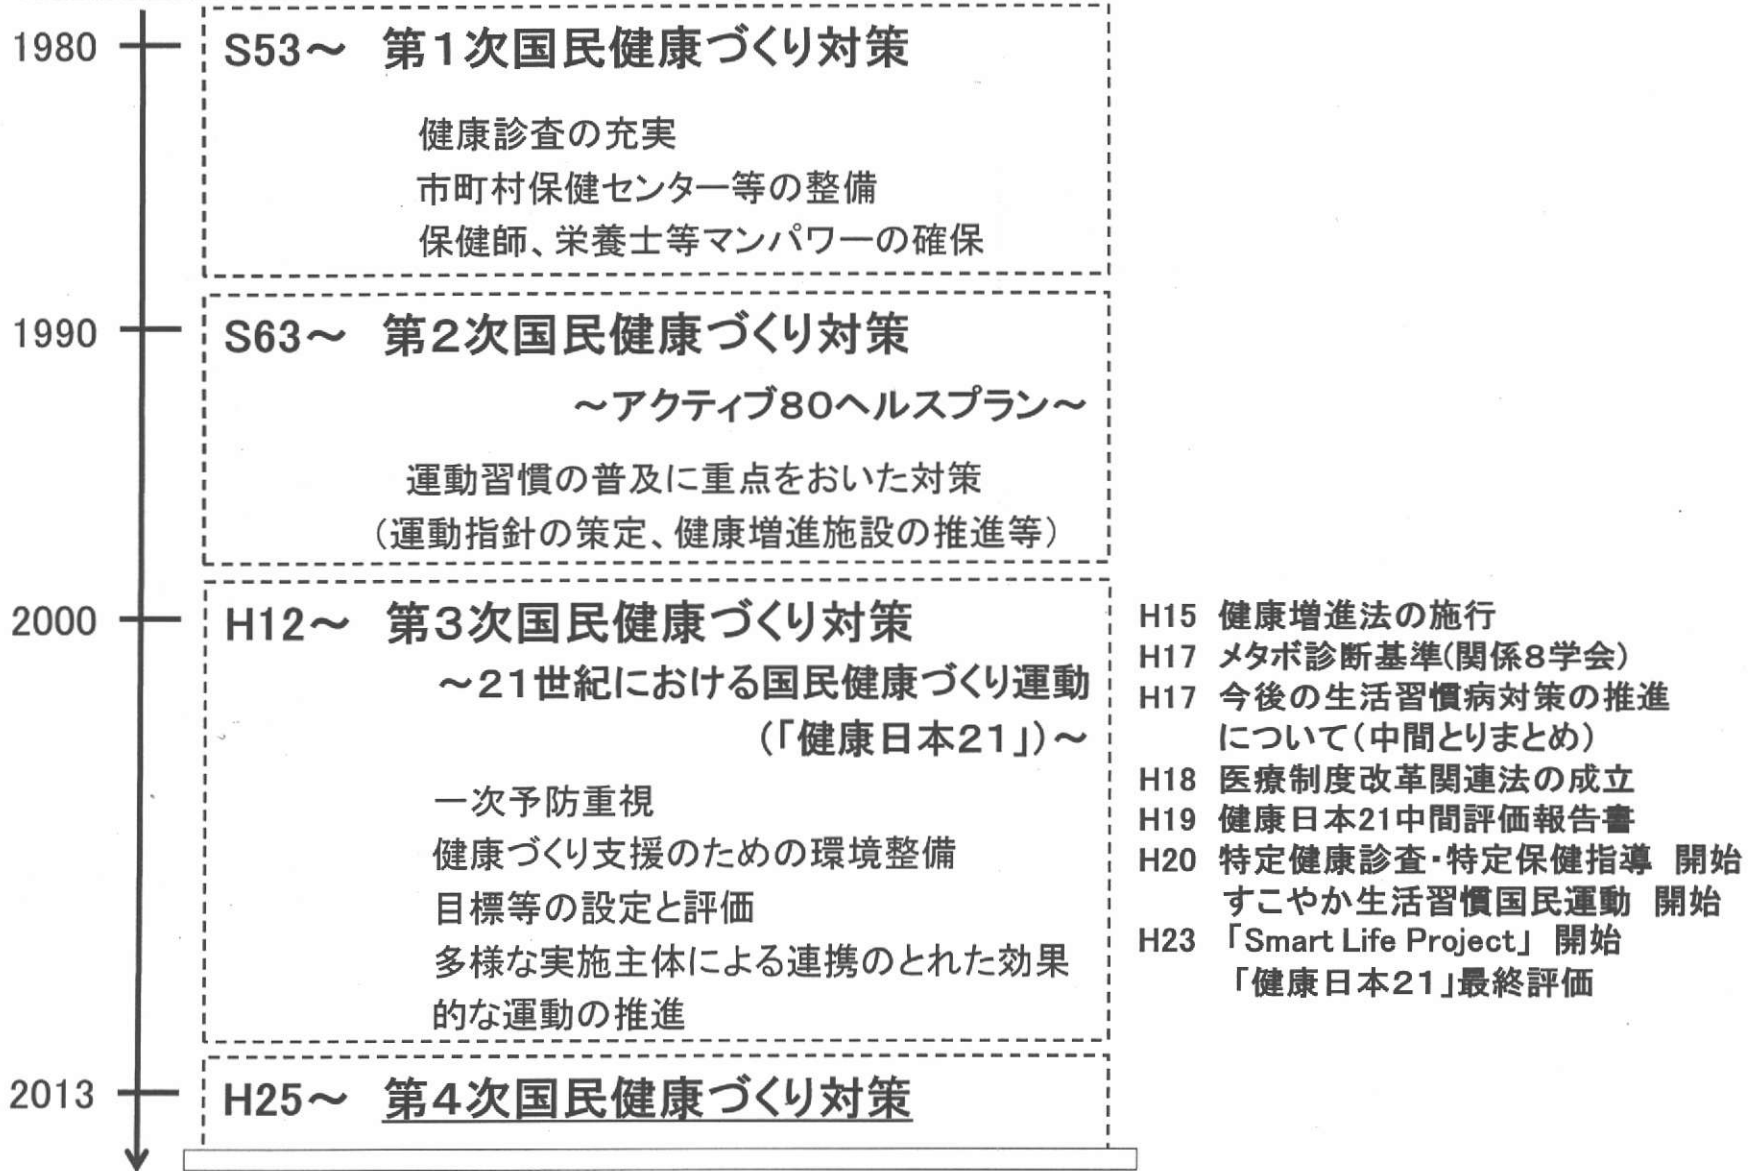 1980
S53～ 第1次国民健康づくり対策
健康診査の充実
市町村保健センター等の整備
保健師、栄養士等マンパワーの確保
1990
S63～ 第2次国民健康づくり対策
～アクティブ80ヘルスプラン～
運動習慣の普及に重点をおいた対策
（運動指針の策定、健康増進施設の推進等）
2000
H12～ 第3次国民健康づくり対策
～21世紀における国民健康づくり運動
（「健康日本21」）～
一次予防重視
健康づくり支援のための環境整備
目標等の設定と評価
多様な実施主体による連携のとれた効果
的な運動の推進
H15 健康増進法の施行
H17 メタボ診断基準（関係8学会）
H17 今後の生活習慣病対策の推進
について（中間とりまとめ）
H18 医療制度改革関連法の成立
H19 健康日本21中間評価報告書
H20 特定健康診査・特定保健指導 開始
すこやか生活習慣国民運動 開始
H23 「Smart Life Project」 開始
「健康日本21」最終評価
2013
H25～ 第4次国民健康づくり対策